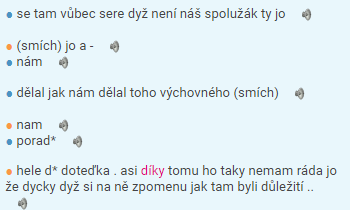 se tam vůbec sere dyž není náš spolužák ty jo
(smích) jo a -
nám
dělal jak nám dělal toho výchovného (smích)
nam
porad*
hele d* doteďka . asi díky tomu ho taky nemam ráda jo
že dycky dyž si na ně zpomenu jak tam byli důležití ..